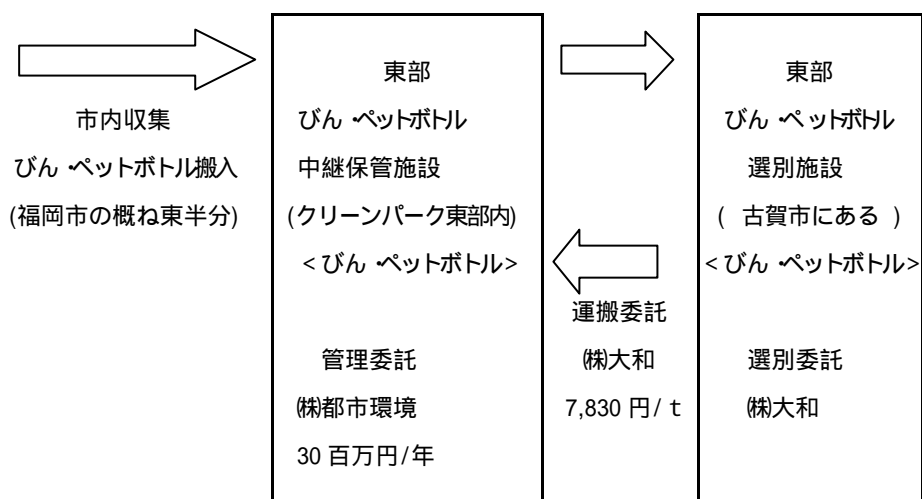 市内収集
びん・ペットボトル搬入
(福岡市の概ね東半分)
東部
びん・ペットボトル
中継保管施設
(クリーンパーク東部内)
<びん・ペットボトル>
管理委託
㈱都市環境
30百万円/年
運搬委託
㈱大和
7,830円/t
東部
びん・ペットボトル
選別施設
(古賀市にある)
<びん・ペットボトル>
選別委託
㈱大和